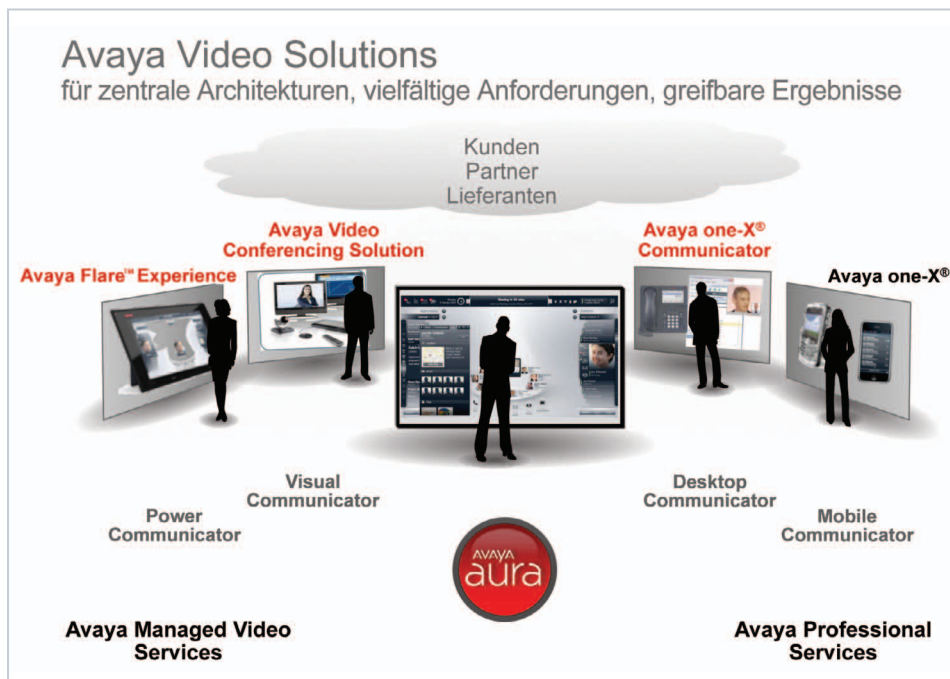 Avaya Video Solutions
für zentrale Architekturen, vielfältige Anforderungen, greifbare Ergebnisse
Kunden
Partner
Lieferanten
Avaya Flare™ Experience
Avaya Video
Conferencing Solution
Avaya one-X®
Communicator
Avaya one-X®
Power
Communicator
Visual
Communicator
Desktop
Communicator
Mobile
Communicator
AVAYA
aura
Avaya Managed Video
Services
Avaya Professional
Services